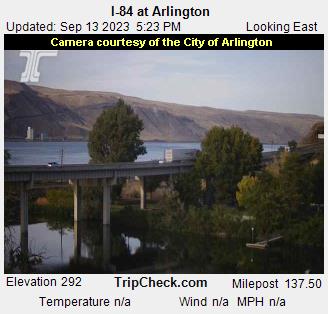 I-84 at Arlington
Updated: Sep 13 2023 5:23 PM Looking East
Camera courtesy of the City of Arlington
Elevation 292 TripCheck.com Milepost 137.50
Temperature n/a Wind n/a MPH n/a